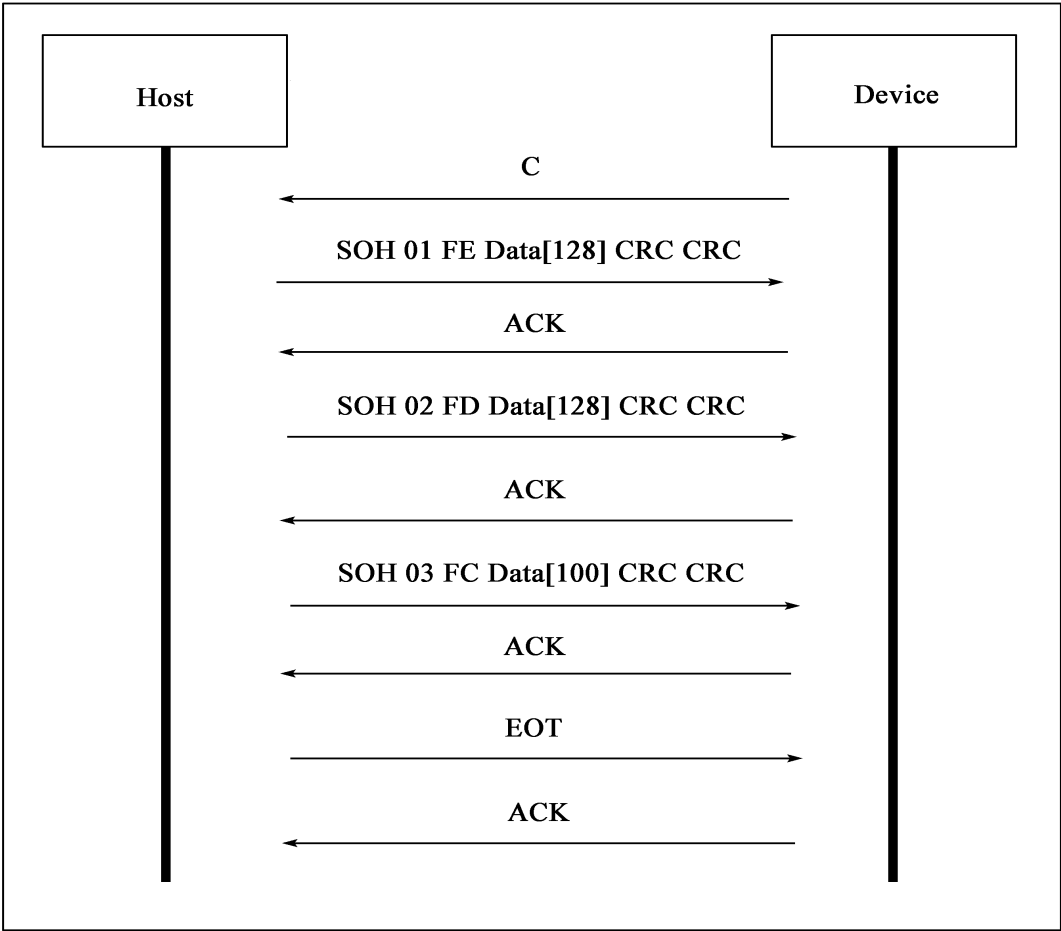 Host
Device
C
SOH 01 FE Data[128] CRC CRC
ACK
SOH 02 FD Data[128] CRC CRC
ACK
SOH 03 FC Data[100] CRC CRC
ACK
EOT
ACK